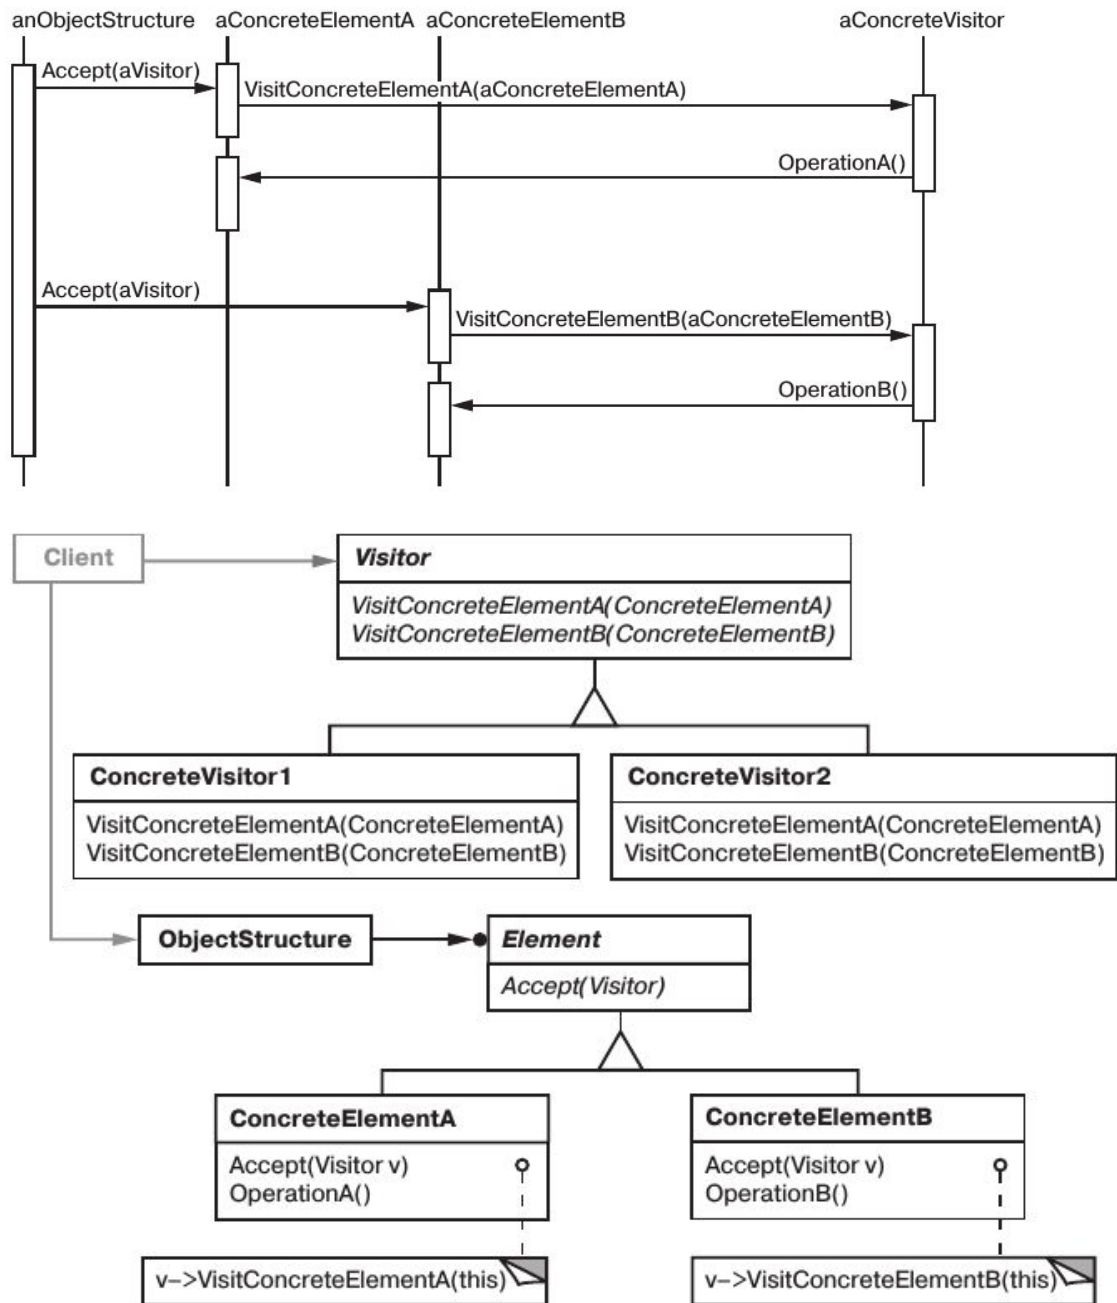 anObjectStructure aConcreteElementA aConcreteElementB aConcreteVisitor
Accept(aVisitor)
VisitConcreteElementA(aConcreteElementA)
OperationA()
Accept(aVisitor)
VisitConcreteElementB(aConcreteElementB)
OperationB()
Client
Visitor
VisitConcreteElementA(ConcreteElementA)
VisitConcreteElementB(ConcreteElementB)
ConcreteVisitor1
VisitConcreteElementA(ConcreteElementA)
VisitConcreteElementB(ConcreteElementB)
ConcreteVisitor2
VisitConcreteElementA(ConcreteElementA)
VisitConcreteElementB(ConcreteElementB)
ObjectStructure
Element
Accept(Visitor)
ConcreteElementA
Accept(Visitor v)
OperationA()
v–>VisitConcreteElementA(this)
ConcreteElementB
Accept(Visitor v)
OperationB()
v–>VisitConcreteElementB(this)